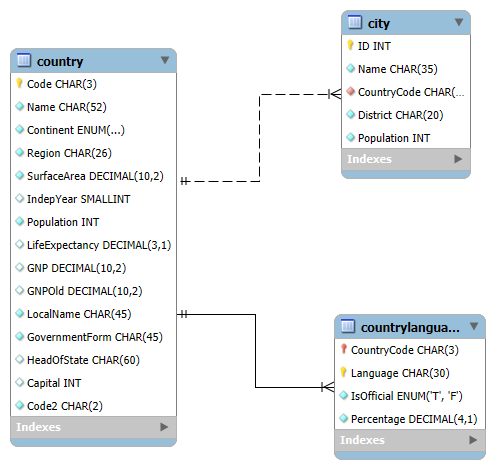 country
Code CHAR(3)
Name CHAR(52)
Continent ENUM(...)
Region CHAR(26)
SurfaceArea DECIMAL(10,2)
IndepYear SMALLINT
Population INT
LifeExpectancy DECIMAL(3,1)
GNP DECIMAL(10,2)
GNPOld DECIMAL(10,2)
LocalName CHAR(45)
GovernmentForm CHAR(45)
HeadOfState CHAR(60)
Capital INT
Code2 CHAR(2)
Indexes
city
ID INT
Name CHAR(35)
CountryCode CHAR(...
District CHAR(20)
Population INT
Indexes
countrylangua...
CountryCode CHAR(3)
Language CHAR(30)
IsOfficial ENUM('T', 'F')
Percentage DECIMAL(4,1)
Indexes